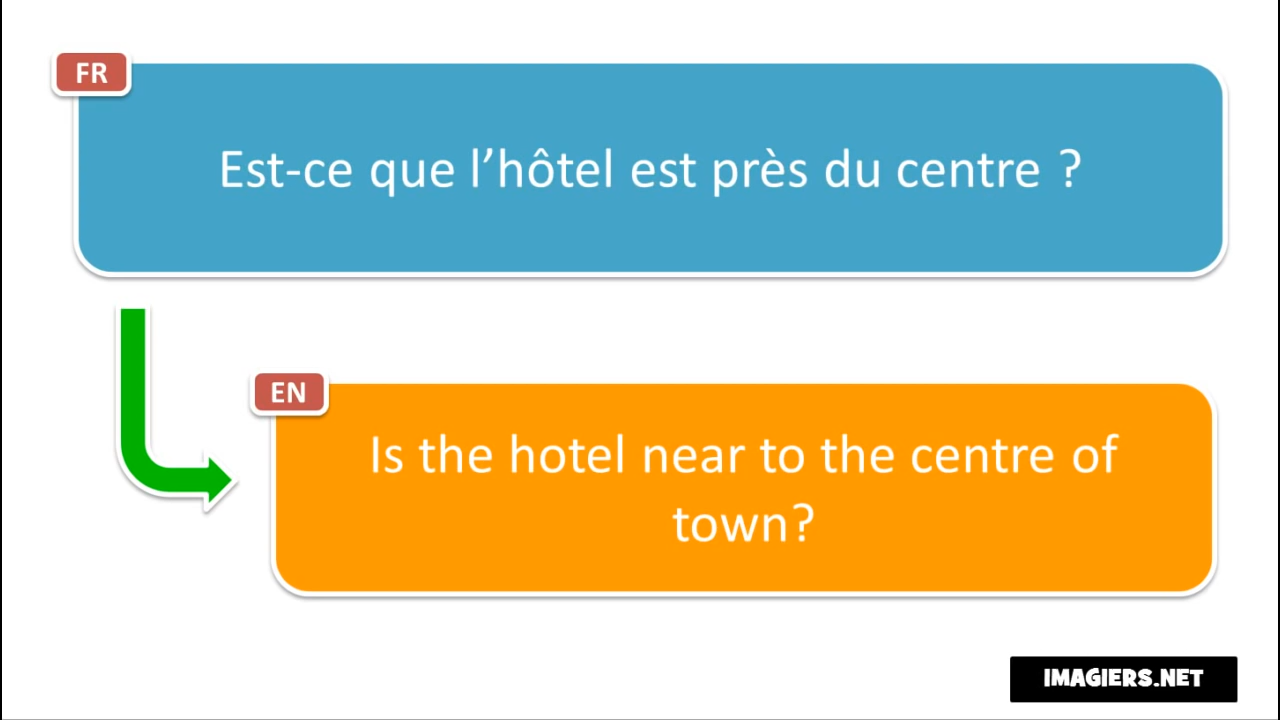 FR
Est-ce que l’hôtel est près du centre ?
EN
Is the hotel near to the centre of
town?
IMAGIERS.NET